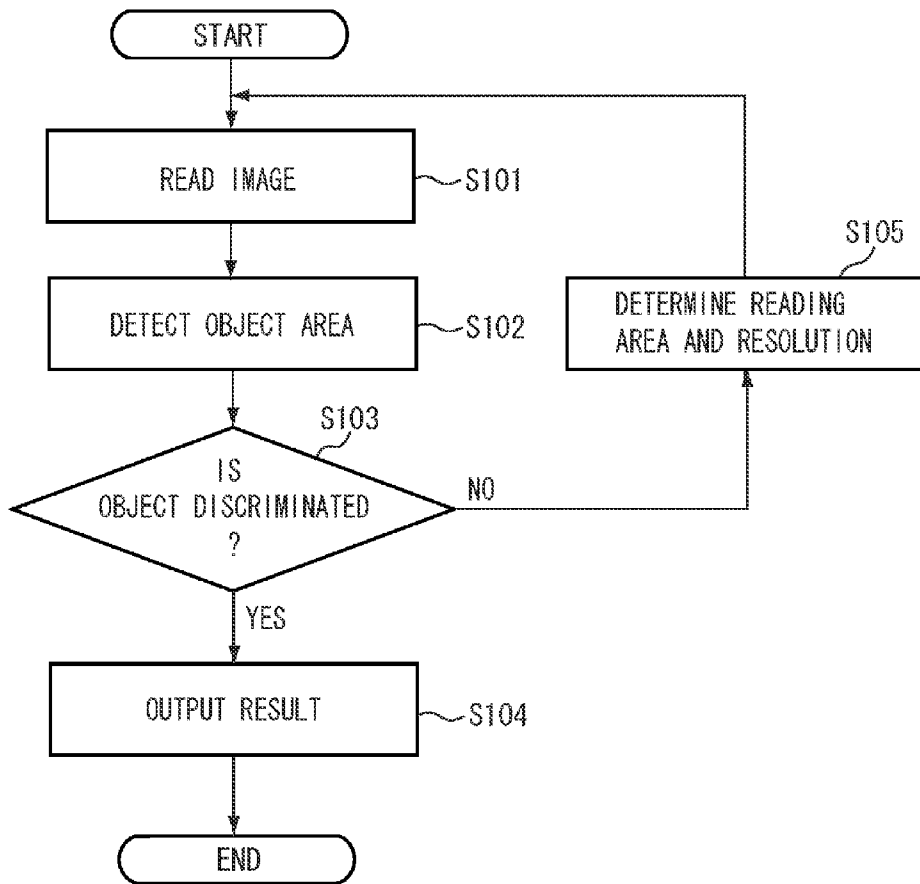 START
READ IMAGE
S101
S105
DETERMINE READING
AREA AND RESOLUTION
DETECT OBJECT AREA
S102
S103
IS
OBJECT DISCRIMINATED
?
NO
YES
OUTPUT RESULT
S104
END